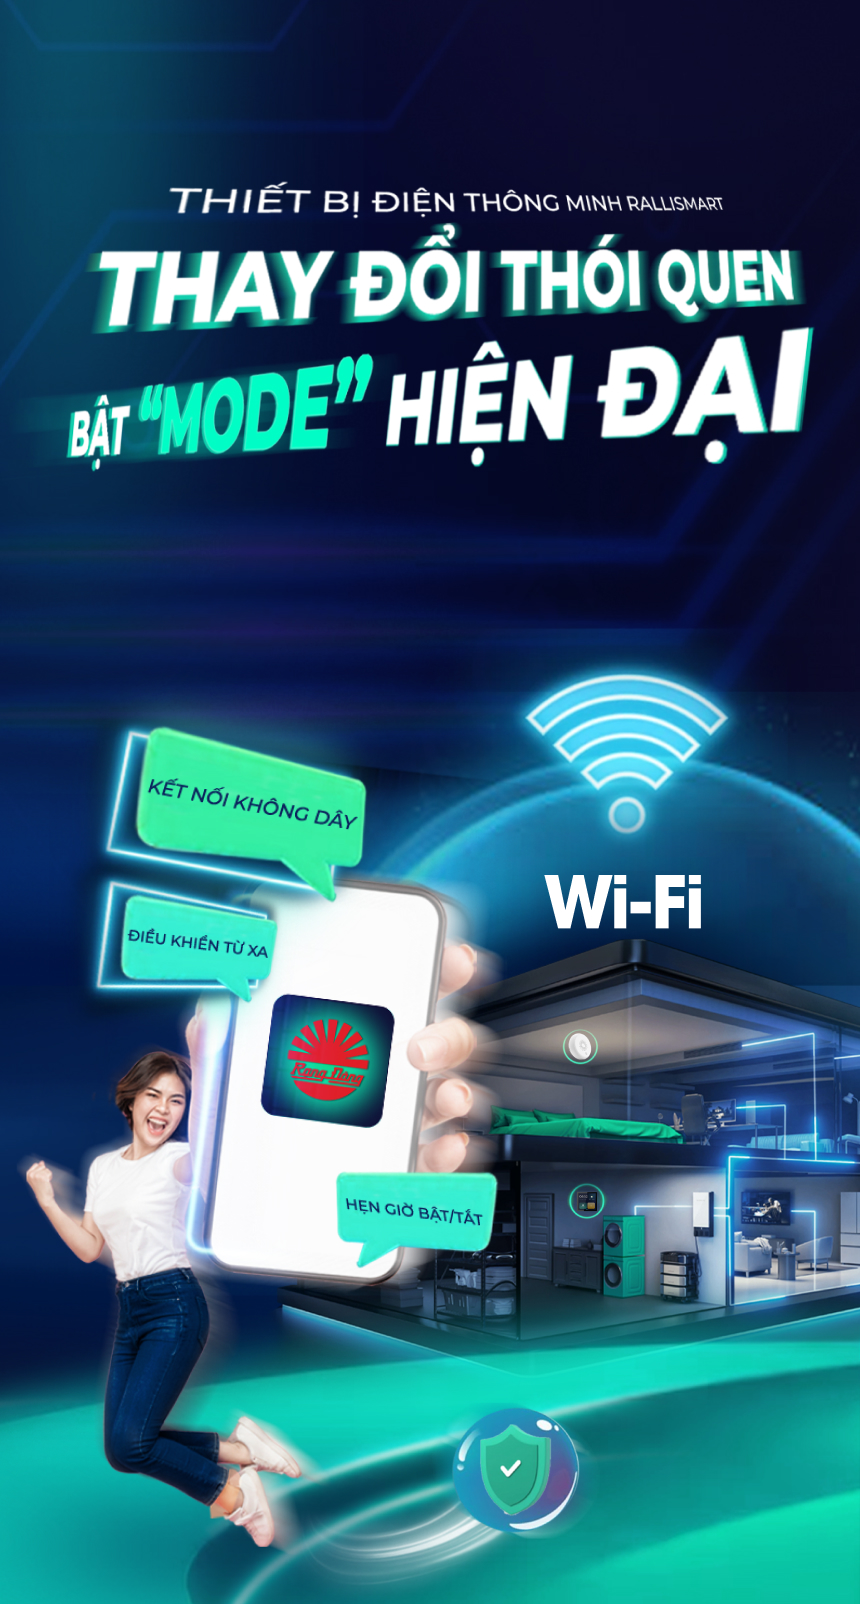 THIẾT BỊ ĐIỆN THÔNG MINH RALLISMART
THAY ĐỔI THÓI QUEN
BẬT "MODE" HIỆN ĐẠI
KẾT NỐI KHÔNG DÂY
ĐIỀU KHIỂN TỪ XA
Wi-Fi
Rạng Đông
HẸN GIỜ BẬT/TẮT